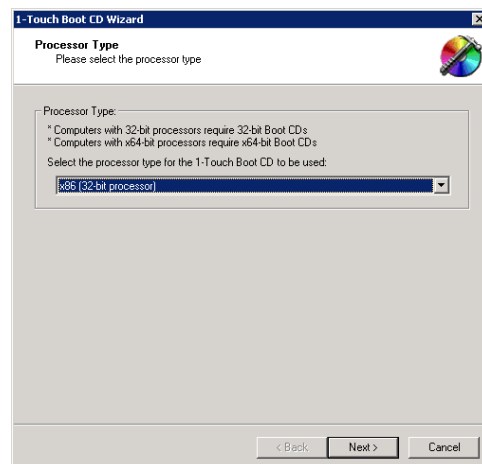 1-Touch Boot CD Wizard
Processor Type
Please select the processor type
Processor Type:
* Computers with 32-bit processors require 32-bit Boot CDs
* Computers with x64-bit processors require x64-bit Boot CDs
Select the processor type for the 1-Touch Boot CD to be used:
x86 (32-bit processor)
< Back Next > Cancel